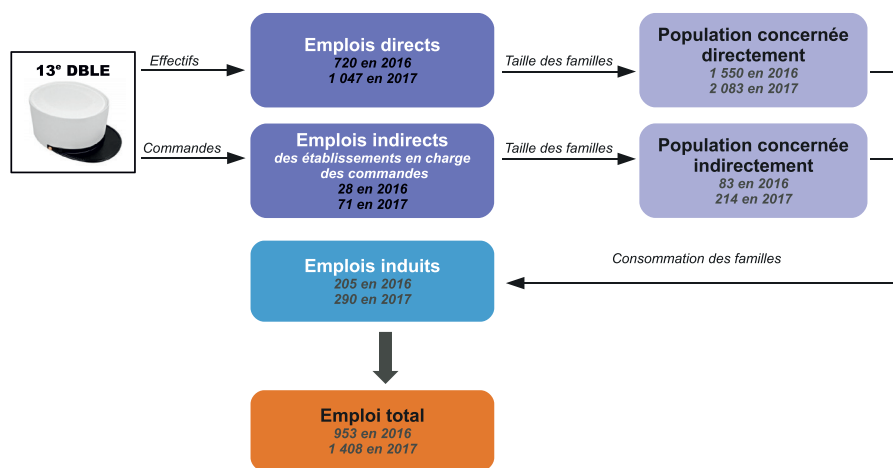 13e DBLE
Effectifs
Emplois directs
720 en 2016
1 047 en 2017
Taille des familles
Population concernée
directement
1 550 en 2016
2 083 en 2017
Commandes
Emplois indirects
des établissements en charge
des commandes
28 en 2016
71 en 2017
Taille des familles
Population concernée
indirectement
83 en 2016
214 en 2017
Emplois induits
205 en 2016
290 en 2017
Consommation des familles
Emploi total
953 en 2016
1 408 en 2017